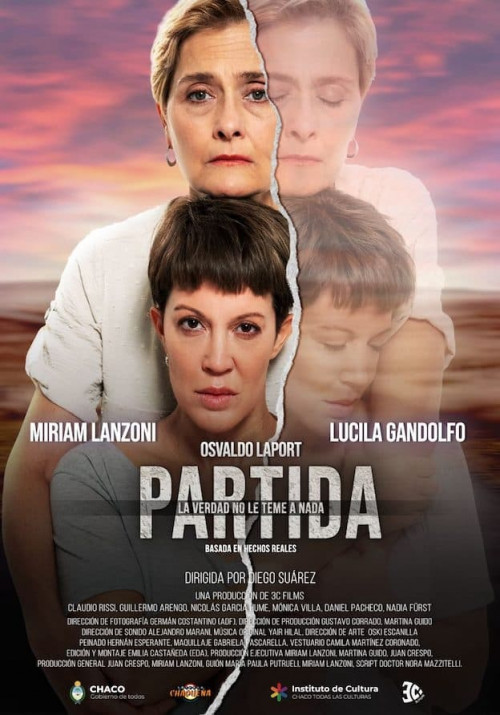 MIRIAM LANZONI
LUCILA GANDOLFO
OSVALDO LAPORT
PARTIDA
LA VERDAD NO LE TEME A NADA
BASADA EN HECHOS REALES
DIRIGIDA POR DIEGO SUÁREZ
UNA PRODUCCIÓN DE 3C FILMS
CLAUDIO RISSI, GUILLERMO ARENGO, NICOLÁS GARCÍA HUME, MÓNICA VILLA, DANIEL PACHECO, NADIA FÜRST
DIRECCIÓN DE FOTOGRAFÍA GERMÁN COSTANTINO (ADF), DIRECCIÓN DE PRODUCCIÓN GUSTAVO CORRADO, MARTINA GUIDO
DIRECCIÓN DE SONIDO ALEJANDRO MARANI, MÚSICA ORIGINAL YAIR HILAL, DIRECCIÓN DE ARTE OSKI ESCANILLA
PEINADO HERNÁN ESPERANTE, MAQUILLAJE GABRIELA PASCARELLA, VESTUARIO CAMILA MARTÍNEZ CORONADO,
EDICIÓN Y MONTAJE EMILIA CASTAÑEDA (EDA), PRODUCCIÓN EJECUTIVA MIRIAM LANZONI, MARTINA GUIDO, JUAN CRESPO,
PRODUCCIÓN GENERAL JUAN CRESPO, MIRIAM LANZONI, GUIÓN MARÍA PAULA PUTRUELI, MIRIAM LANZONI, SCRIPT DOCTOR NORA MAZZITELLI.
CHACO
Gobierno de todos
CHAQUEÑA
Instituto de Cultura
CHACO TODAS LAS CULTURAS
3C